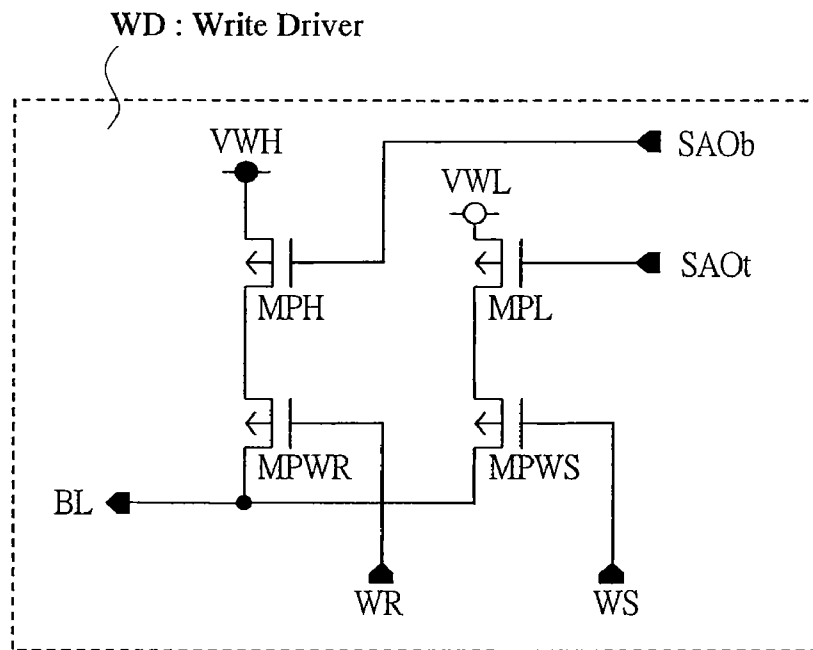 WD : Write Driver
VWH
SAOb
VWL
SAOt
MPH
MPL
MPWR
MPWS
BL
WR
WS